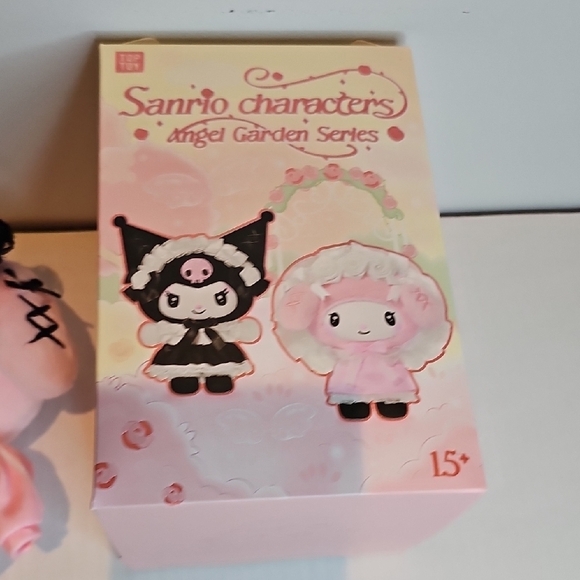 TOP
TOY
Sanrio characters
Angel Garden Series
15+